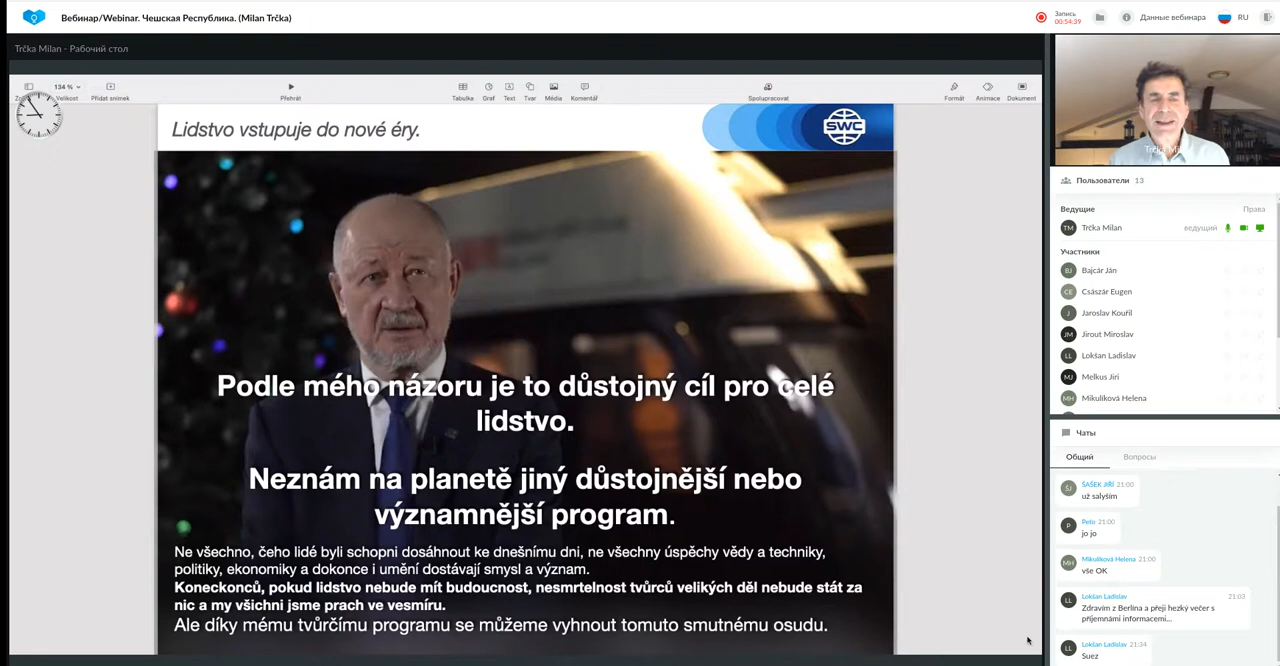 Вебинар/Webinar. Чешская Республика. (Milan Trčka)
Запись
00:54:39
Данные вебинара
RU
Trčka Milan - Рабочий стол
134 %
Velikost
Přidat snímek
Přehrát
Tabulka
Graf
Text
Tvar
Média
Komentář
Spolupracovat
Formát
Animace
Dokument
Lidstvo vstupuje do nové éry.
SWC
Podle mého názoru je to důstojný cíl pro celé
lidstvo.
Neznám na planetě jiný důstojnější nebo
významnější program.
Ne všechno, čeho lidé byli schopni dosáhnout ke dnešnímu dni, ne všechny úspěchy vědy a techniky,
politiky, ekonomiky a dokonce i umění dostávají smysl a význam.
Koneckonců, pokud lidstvo nebude mít budoucnost, nesmrtelnost tvůrců velikých děl nebude stát za
nic a my všichni jsme prach ve vesmíru.
Ale díky mému tvůrčímu programu se můžeme vyhnout tomuto smutnému osudu.
Пользователи 13
Ведущие
Права
TM
Trčka Milan
ведущий
Участники
BJ
Bajcár Ján
CE
Császár Eugen
J
Jaroslav Kouřil
JM
Jirout Miroslav
LL
Lokšan Ladislav
MJ
Melkus Jiri
MH
Mikulíková Helena
Чаты
Общий
Вопросы
ŠJ
ŠAŠEK JIŘÍ 21:00
už salyším
P
Peto 21:00
jo jo
MH
Mikulíková Helena 21:00
vše OK
LL
Lokšan Ladislav 21:03
Zdravím z Berlína a přeji hezký večer s
příjemnámi informacemi...
LL
Lokšan Ladislav 21:34
Suez